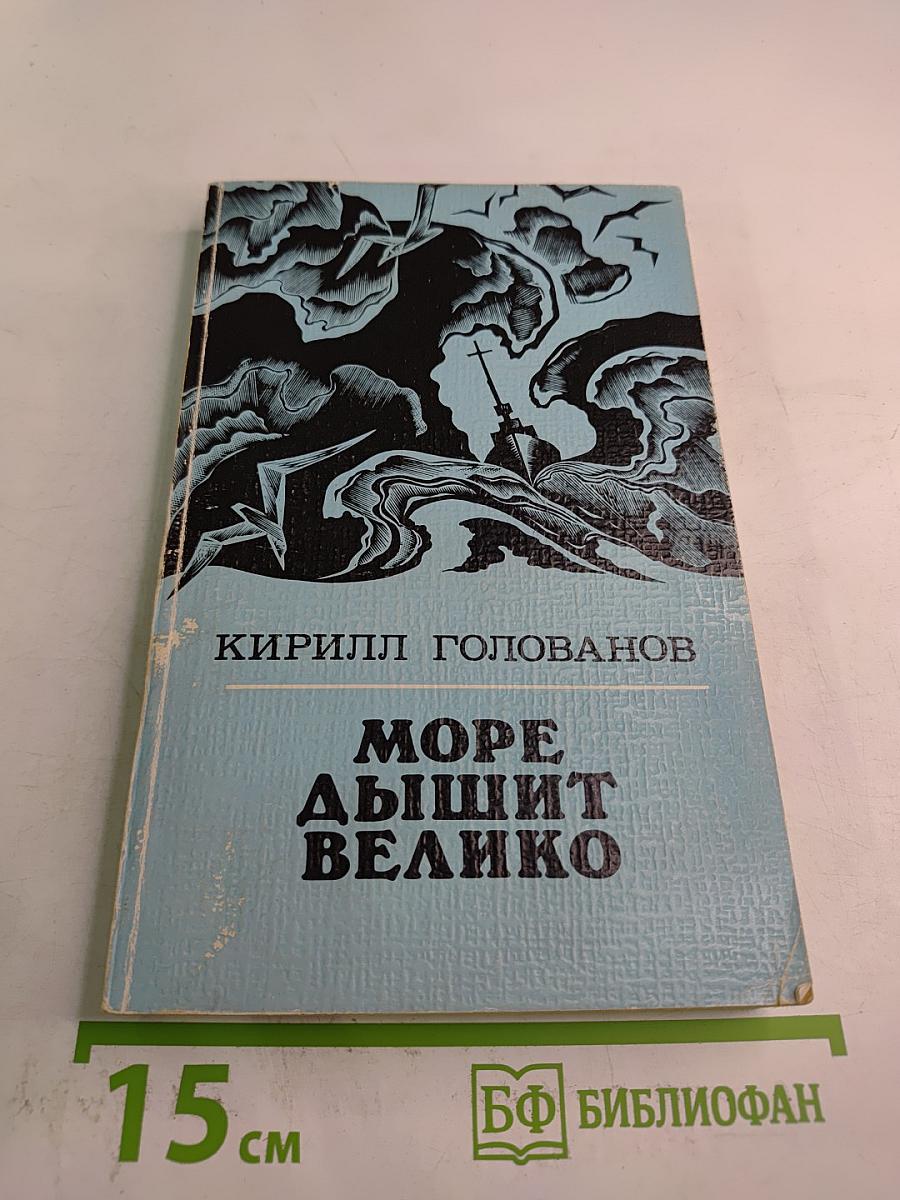 КИРИЛЛ ГОЛОВАНОВ
МОРЕ
ДЫШИТ
ВЕЛИКО
15 см
БФ БИБЛИОФАН